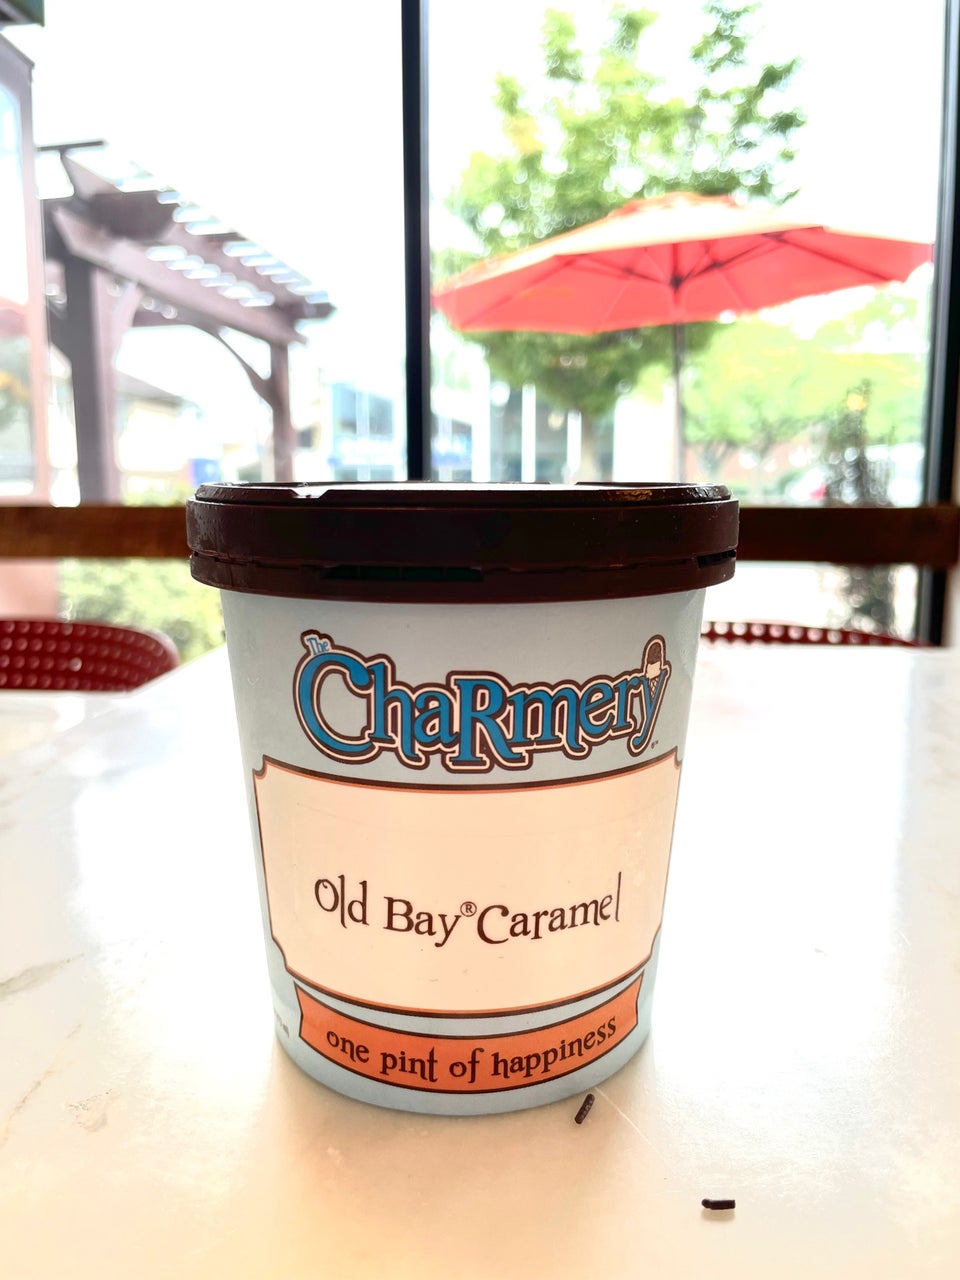 The
Charmery
Old Bay® Caramel
one pint of happiness